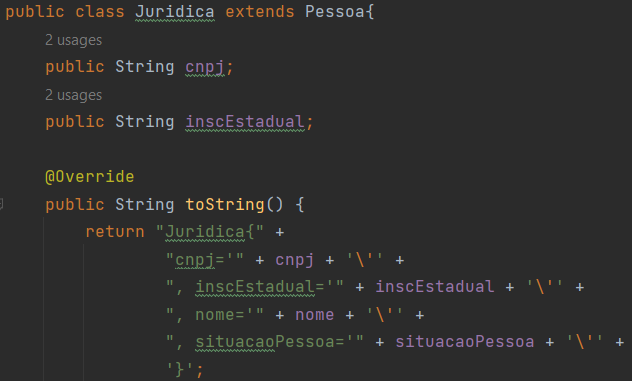 public class Juridica extends Pessoa{
2 usages
public String cnpj;
2 usages
public String inscEstadual;
@Override
public String toString() {
return "Juridica{" +
"cnpj='" + cnpj + '\'' +
", inscEstadual='" + inscEstadual + '\'' +
", nome='" + nome + '\'' +
", situacaoPessoa='" + situacaoPessoa + '\'' +
'}';